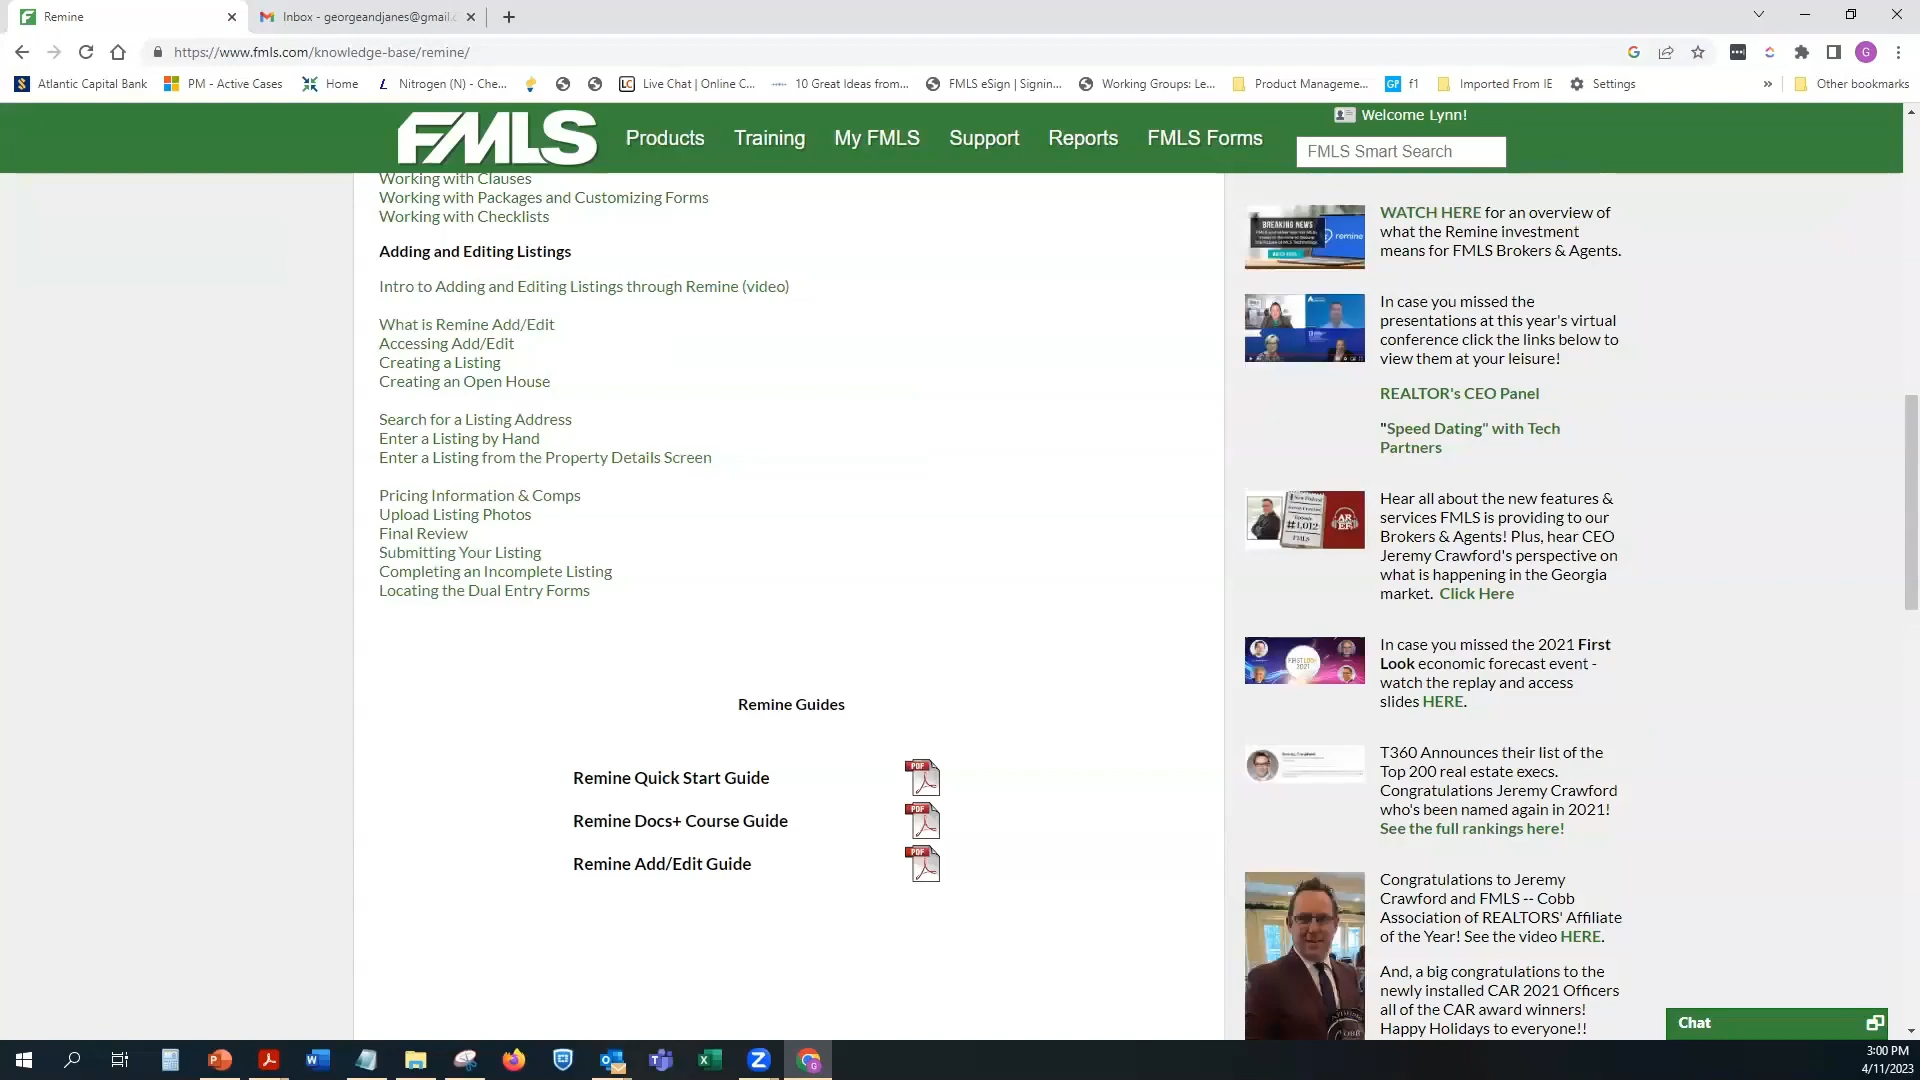 Remine
Inbox - georgeandjanes@gmail.c
https://www.fmls.com/knowledge-base/remine/
G
Atlantic Capital Bank
PM - Active Cases
Home
Nitrogen (N) - Che...
Live Chat | Online C...
10 Great Ideas from...
FMLS eSign | Signin...
Working Groups: Le...
Product Manageme...
GP f1
Imported From IE
Settings
»
Other bookmarks
FMLS
Products
Training
My FMLS
Support
Reports
FMLS Forms
Welcome Lynn!
FMLS Smart Search
Working with Clauses
Working with Packages and Customizing Forms
Working with Checklists
Adding and Editing Listings
Intro to Adding and Editing Listings through Remine (video)
What is Remine Add/Edit
Accessing Add/Edit
Creating a Listing
Creating an Open House
Search for a Listing Address
Enter a Listing by Hand
Enter a Listing from the Property Details Screen
Pricing Information & Comps
Upload Listing Photos
Final Review
Submitting Your Listing
Completing an Incomplete Listing
Locating the Dual Entry Forms
Remine Guides
Remine Quick Start Guide
PDF
Remine Docs+ Course Guide
PDF
Remine Add/Edit Guide
PDF
BREAKING NEWS
remine
WATCH HERE for an overview of
what the Remine investment
means for FMLS Brokers & Agents.
In case you missed the
presentations at this year's virtual
conference click the links below to
view them at your leisure!
REALTOR's CEO Panel
"Speed Dating" with Tech
Partners
#1,012
FMLS
Hear all about the new features &
services FMLS is providing to our
Brokers & Agents! Plus, hear CEO
Jeremy Crawford's perspective on
what is happening in the Georgia
market.  Click Here
FIRST LOOK
2021
In case you missed the 2021 First
Look economic forecast event -
watch the replay and access
slides HERE.
T360 Announces their list of the
Top 200 real estate execs.
Congratulations Jeremy Crawford
who's been named again in 2021!
See the full rankings here!
Congratulations to Jeremy
Crawford and FMLS -- Cobb
Association of REALTORS' Affiliate
of the Year! See the video HERE.
And, a big congratulations to the
newly installed CAR 2021 Officers
all of the CAR award winners!
Happy Holidays to everyone!!
Chat
3:00 PM
4/11/2023